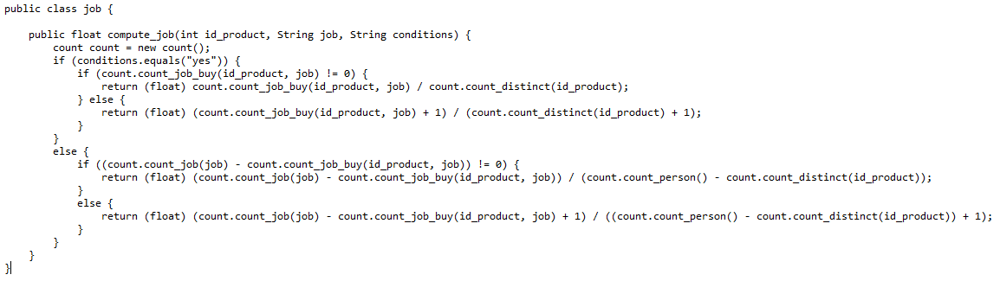 public class job {
    public float compute_job(int id_product, String job, String conditions) {
        count count = new count();
        if (conditions.equals("yes")) {
            if (count.count_job_buy(id_product, job) != 0) {
                return (float) count.count_job_buy(id_product, job) / count.count_distinct(id_product);
            } else {
                return (float) (count.count_job_buy(id_product, job) + 1) / (count.count_distinct(id_product) + 1);
            }
        }
        else {
            if ((count.count_job(job) - count.count_job_buy(id_product, job)) != 0) {
                return (float) (count.count_job(job) - count.count_job_buy(id_product, job)) / (count.count_person() - count.count_distinct(id_product));
            }
            else {
                return (float) (count.count_job(job) - count.count_job_buy(id_product, job) + 1) / ((count.count_person() - count.count_distinct(id_product)) + 1);
            }
        }
    }
}